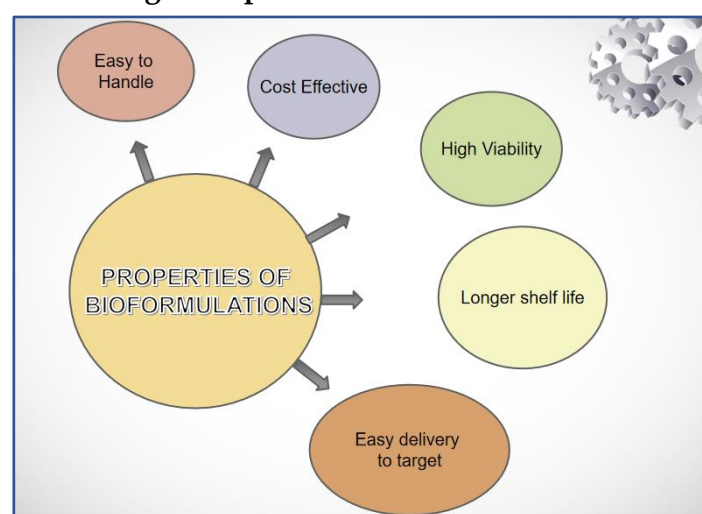 Easy to
Handle
Cost Effective
High Viability
PROPERTIES OF
BIOFORMULATIONS
Longer shelf life
Easy delivery
to target